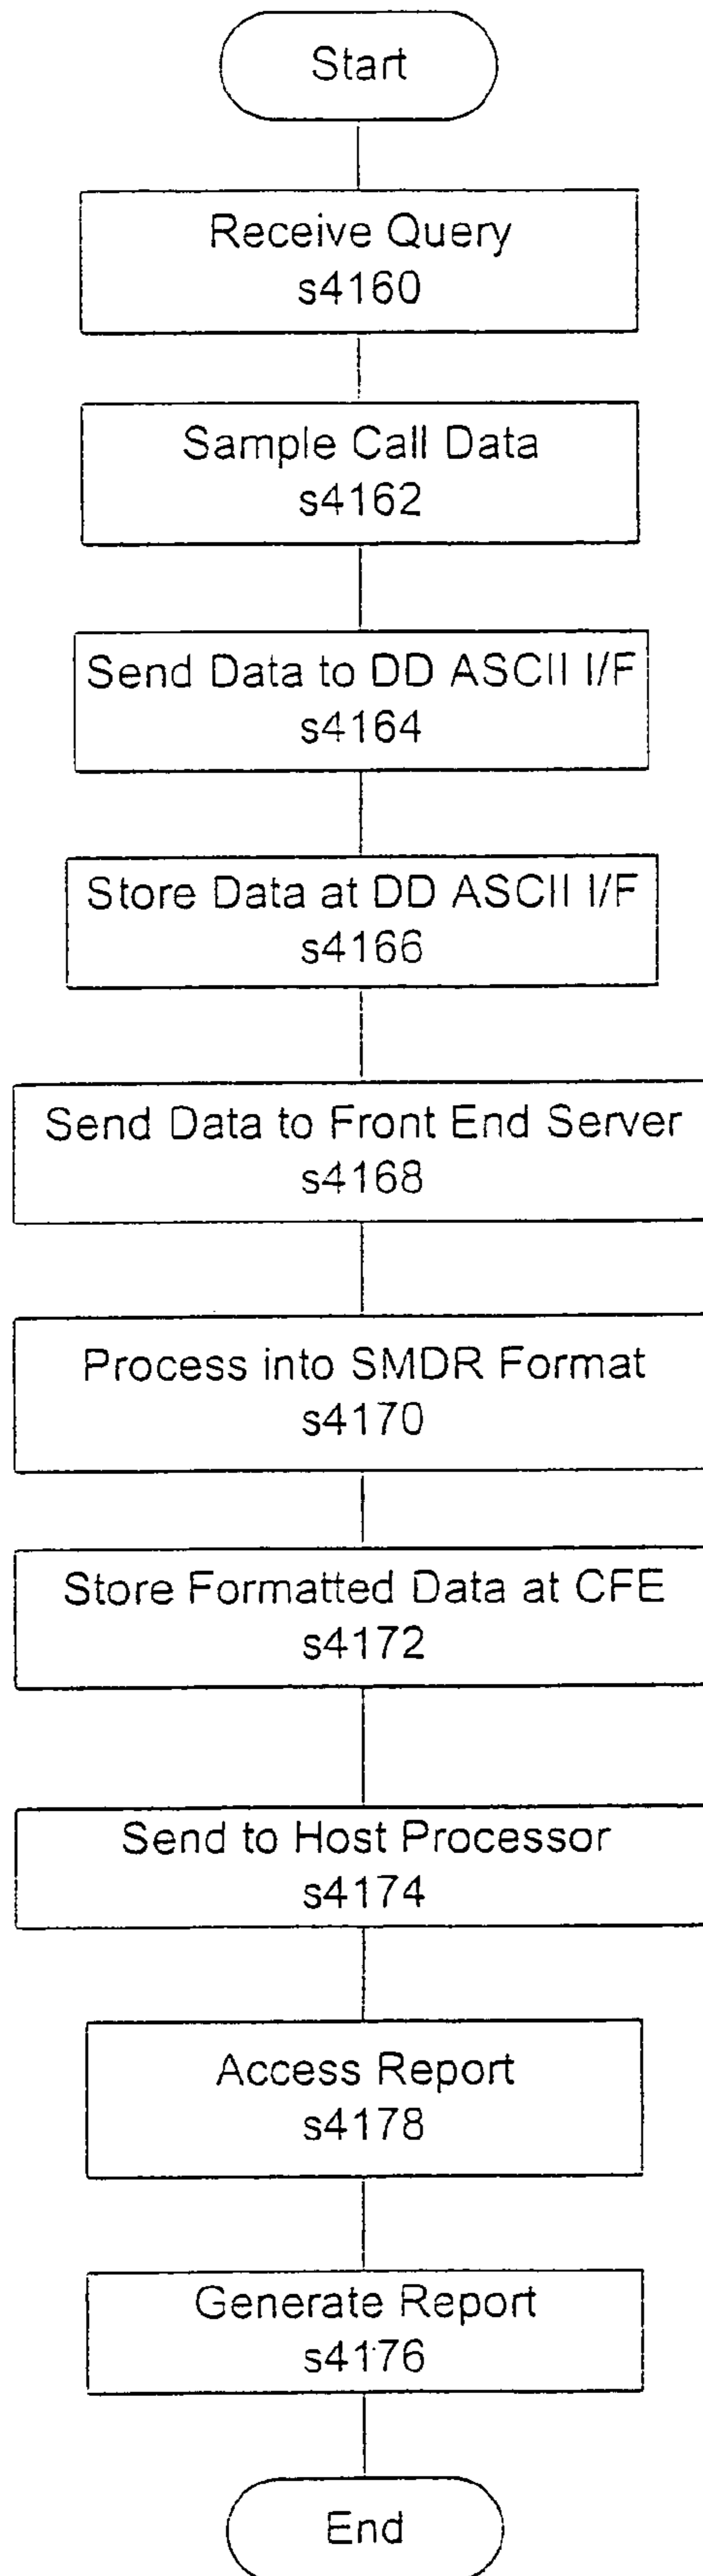 Start
Receive Query
s4160
Sample Call Data
s4162
Send Data to DD ASCII I/F
s4164
Store Data at DD ASCII I/F
s4166
Send Data to Front End Server
s4168
Process into SMDR Format
s4170
Store Formatted Data at CFE
s4172
Send to Host Processor
s4174
Access Report
s4178
Generate Report
s4176
End